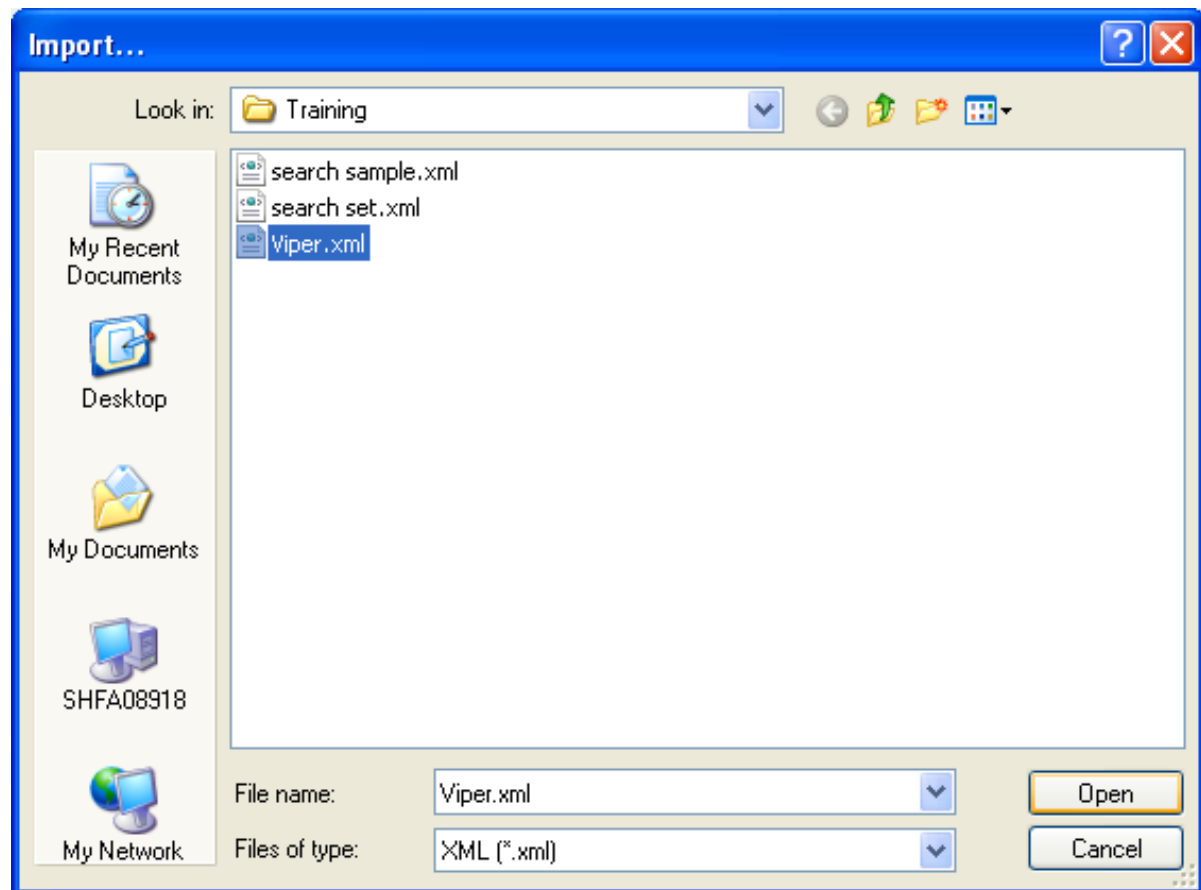 Import...
Look in:
Training
search sample.xml
search set.xml
Viper.xml
My Recent
Documents
Desktop
My Documents
SHFA08918
My Network
File name:
Viper.xml
Open
Files of type:
XML (*.xml)
Cancel